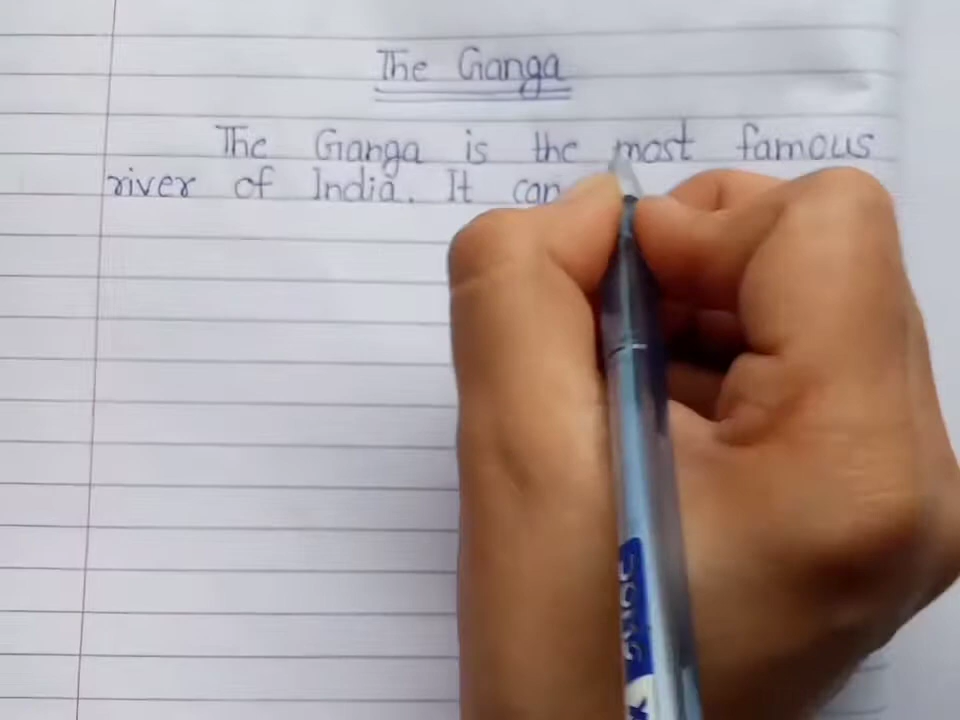 The Ganga
The Ganga is the most famous
river of India. It can